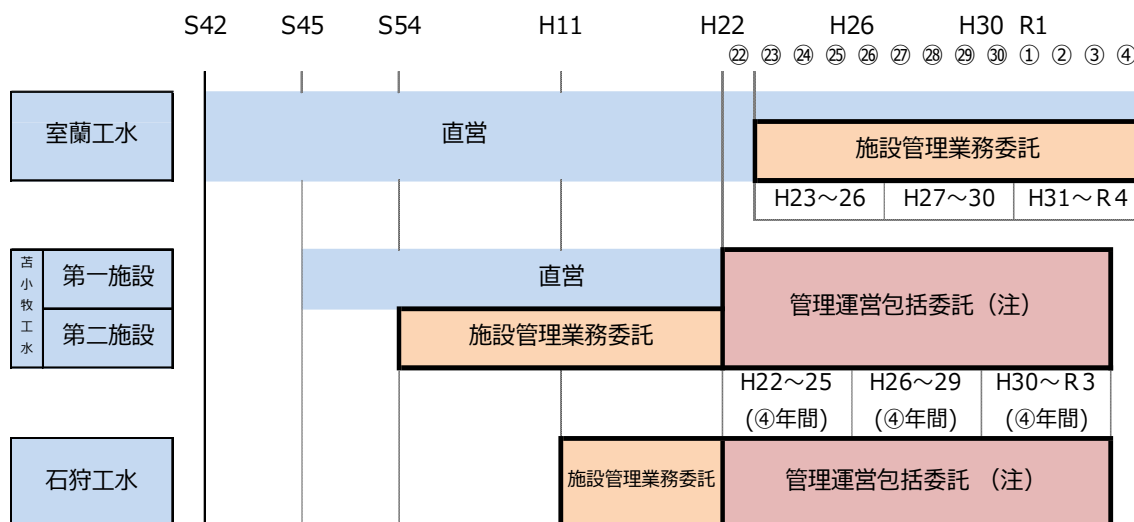 S42 S45 S54 H11 H22 H26 H30 R1
㉒ ㉓ ㉔ ㉕ ㉖ ㉗ ㉘ ㉙ ㉚ ① ② ③ ④
室蘭工水 直営
施設管理業務委託
H23～26 H27～30 H31～R4
苫小牧工水
第一施設 直営
管理運営包括委託（注）
第二施設 施設管理業務委託
H22～25 H26～29 H30～R3
(④年間) (④年間) (④年間)
石狩工水 施設管理業務委託 管理運営包括委託 （注）